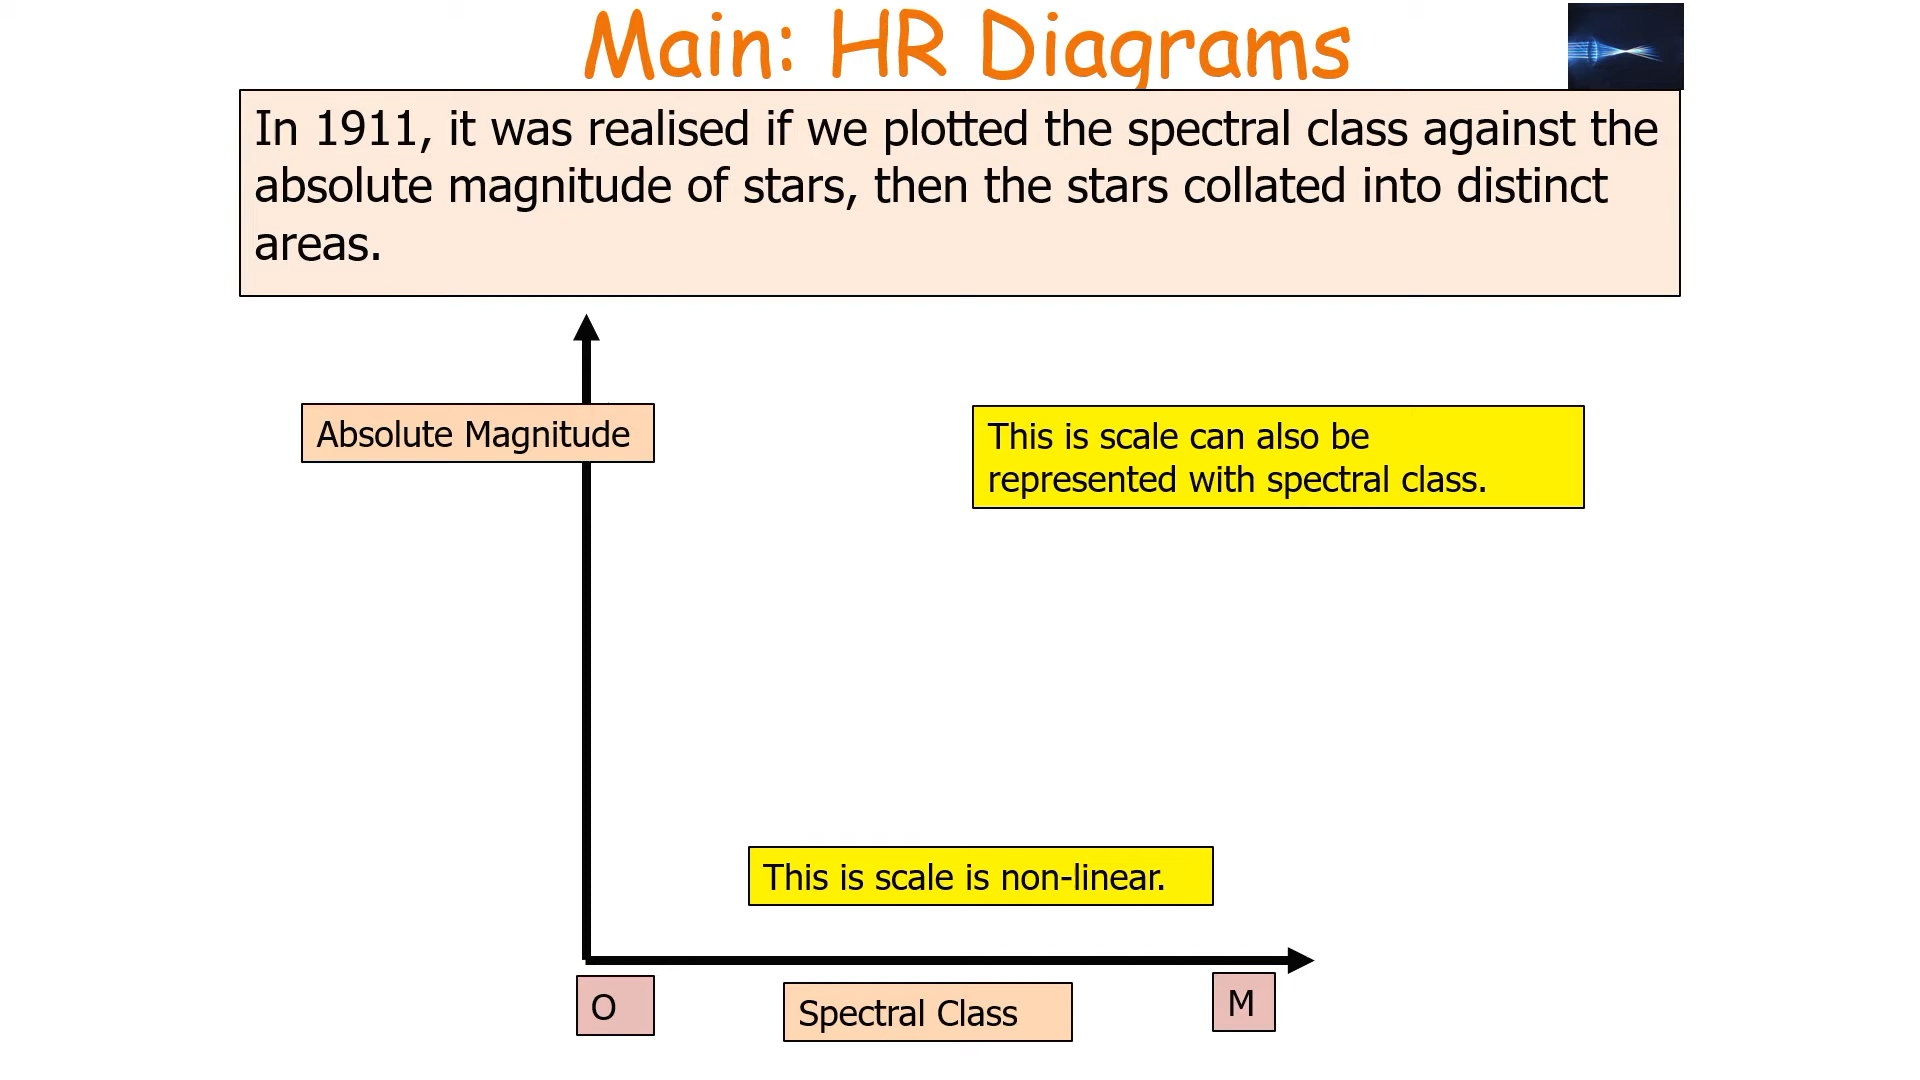 Main: HR Diagrams
In 1911, it was realised if we plotted the spectral class against the
absolute magnitude of stars, then the stars collated into distinct
areas.
Absolute Magnitude
This is scale can also be
represented with spectral class.
This is scale is non-linear.
O
Spectral Class
M